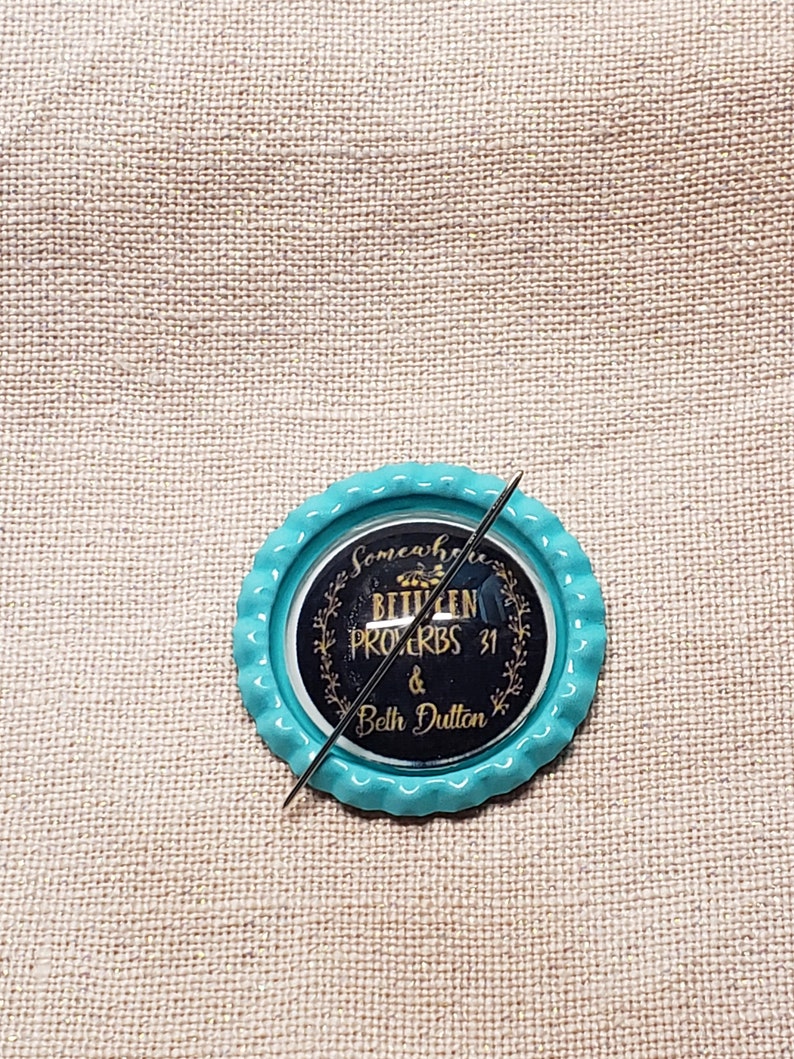 Somewhere
BETWEEN
PROVERBS 31
&
Beth Dutton